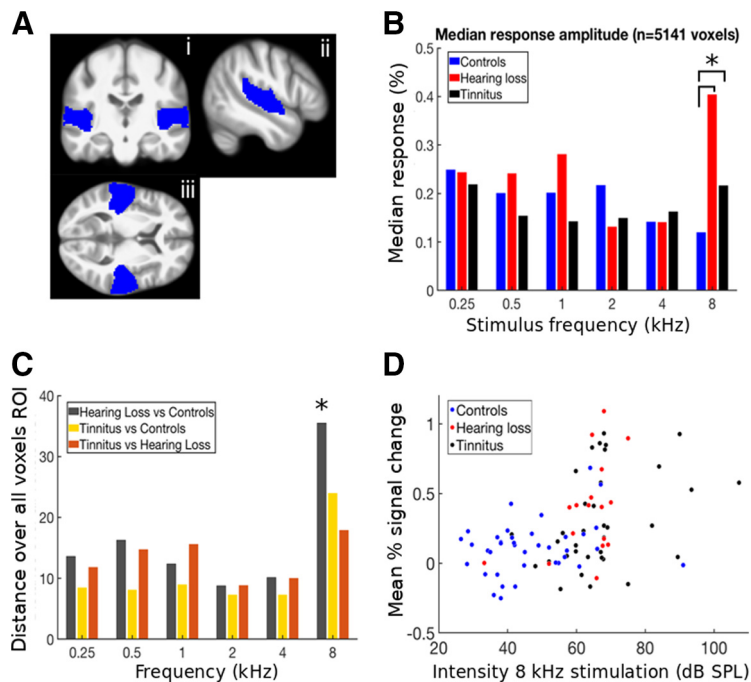 A
i
ii
iii
B
Median response amplitude (n=5141 voxels)
Controls
Hearing loss
Tinnitus
*
Median response (%)
0.5
0.4
0.3
0.2
0.1
0
0.25 0.5 1 2 4 8
Stimulus frequency (kHz)
C
Hearing Loss vs Controls
Tinnitus vs Controls
Tinnitus vs Hearing Loss
*
Distance over all voxels ROI
40
30
20
10
0
0.25 0.5 1 2 4 8
Frequency (kHz)
D
Controls
Hearing loss
Tinnitus
Mean % signal change
1
0.5
0
-0.5
20 40 60 80 100
Intensity 8 kHz stimulation (dB SPL)